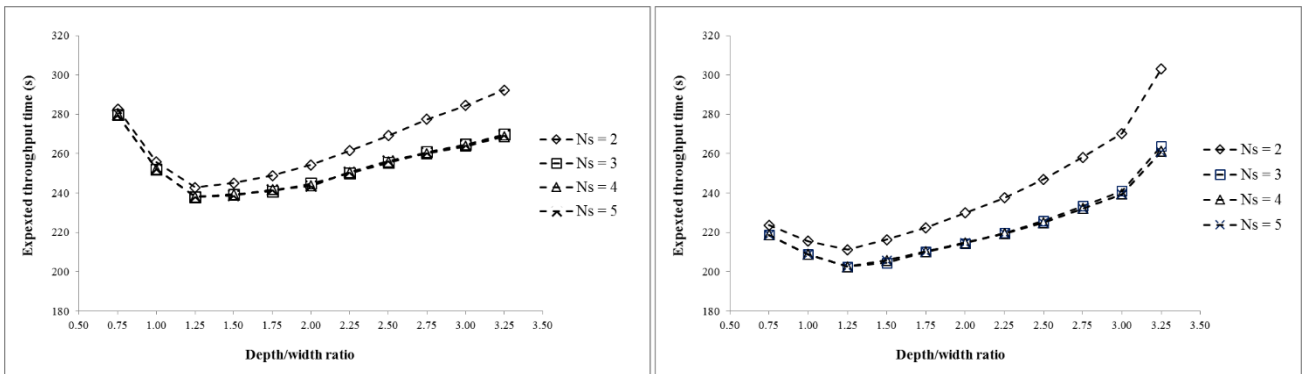 Expexted throughput time (s)
320
300
280
260
240
220
200
180
0.50 0.75 1.00 1.25 1.50 1.75 2.00 2.25 2.50 2.75 3.00 3.25 3.50
Depth/width ratio
Ns = 2
Ns = 3
Ns = 4
Ns = 5
Expexted throughput time (s)
320
300
280
260
240
220
200
180
0.50 0.75 1.00 1.25 1.50 1.75 2.00 2.25 2.50 2.75 3.00 3.25 3.50
Depth/width ratio
Ns = 2
Ns = 3
Ns = 4
Ns = 5